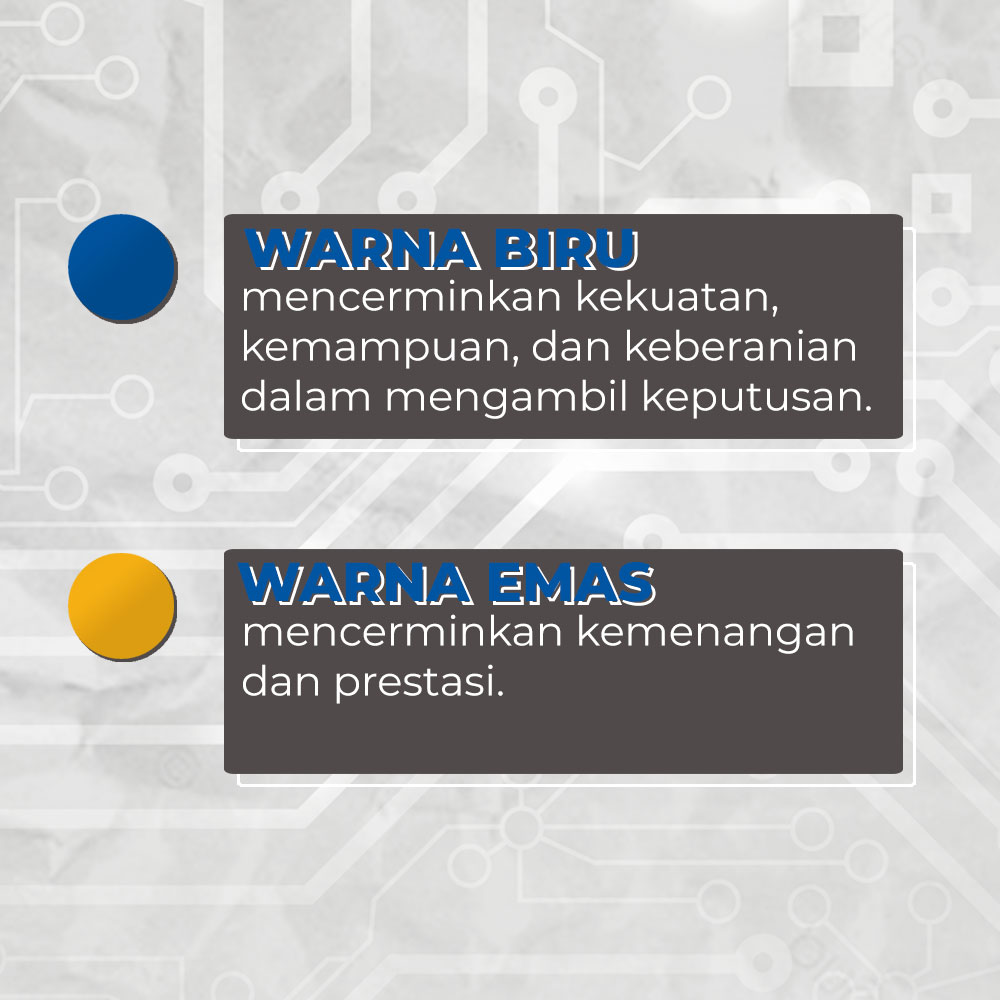 WARNA BIRU
mencerminkan kekuatan,
kemampuan, dan keberanian
dalam mengambil keputusan.
WARNA EMAS
mencerminkan kemenangan
dan prestasi.